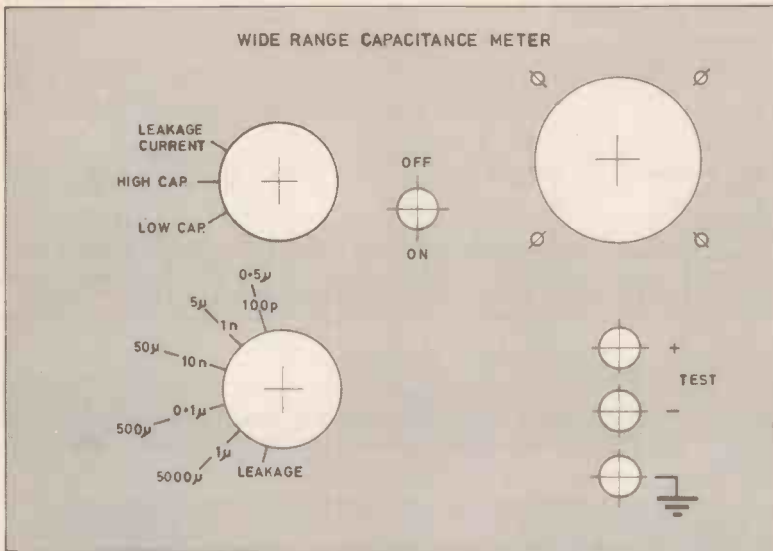 WIDE RANGE CAPACITANCE METER
LEAKAGE
CURRENT
HIGH CAP.
LOW CAP.
OFF
ON
0·5μ
100p
5μ
1n
50μ
10n
500μ
0·1μ
5000μ
1μ
LEAKAGE
+
TEST
−